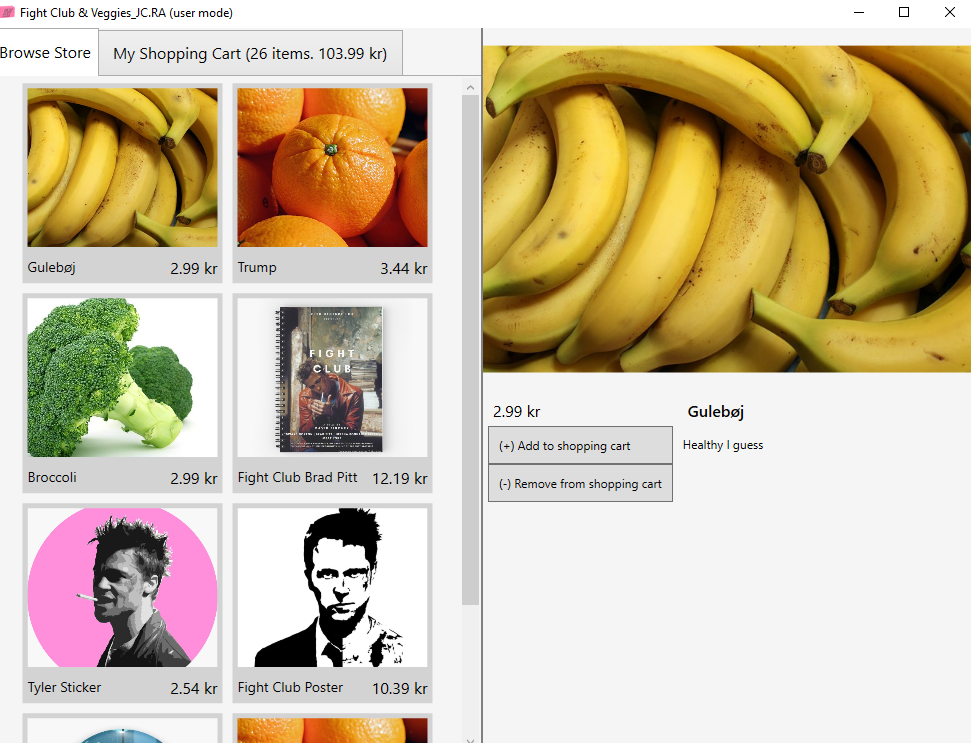 Fight Club & Veggies_JC.RA (user mode)
Browse Store
My Shopping Cart (26 items. 103.99 kr)
Gulebøj 2.99 kr
Trump 3.44 kr
Broccoli 2.99 kr
FIGHT
CLUB
Fight Club Brad Pitt 12.19 kr
Tyler Sticker 2.54 kr
Fight Club Poster 10.39 kr
2.99 kr
Gulebøj
(+) Add to shopping cart
Healthy I guess
(-) Remove from shopping cart